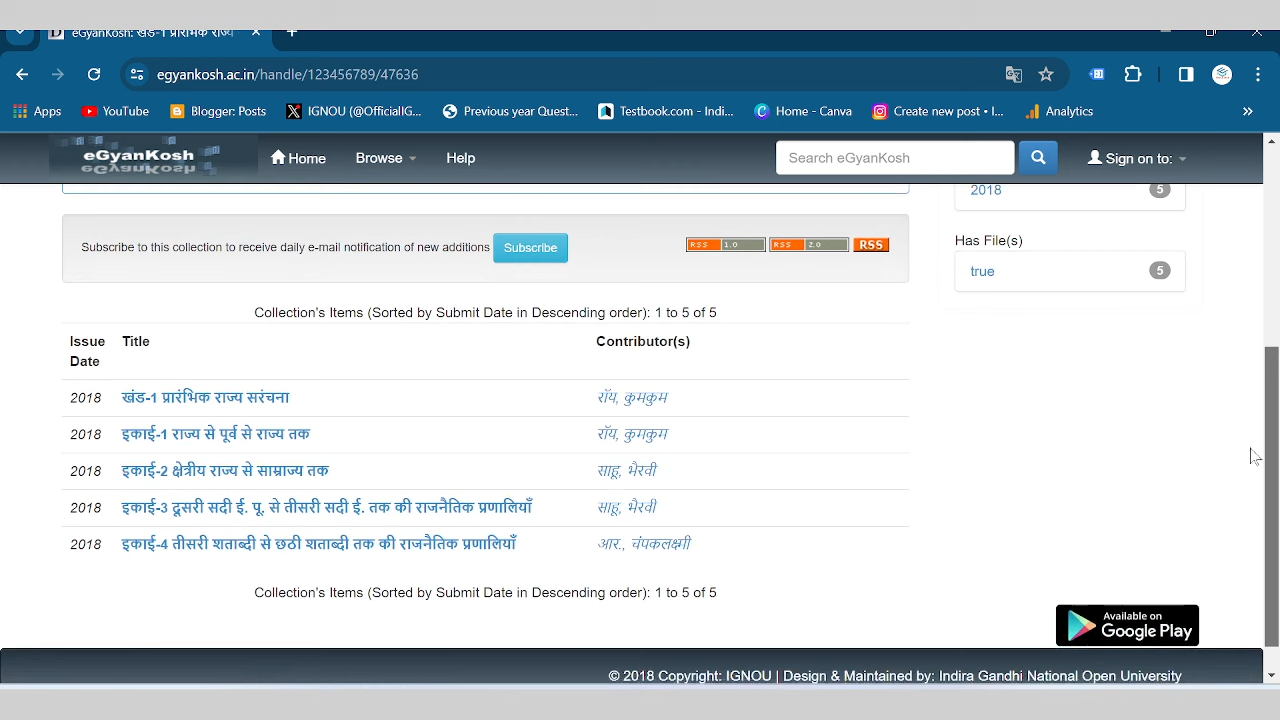 eGyanKosh: खंड-1 प्रारंभिक राज्य
egyankosh.ac.in/handle/123456789/47636
Apps YouTube Blogger: Posts IGNOU (@OfficialIG... Previous year Quest... Testbook.com - Indi... Home - Canva Create new post • I... Analytics »
eGyanKosh Home Browse Help Search eGyanKosh Sign on to:
2018 5
Subscribe to this collection to receive daily e-mail notification of new additions Subscribe RSS 1.0 RSS 2.0 RSS
Has File(s)
true 5
Collection's Items (Sorted by Submit Date in Descending order): 1 to 5 of 5
Issue Date Title Contributor(s)
2018 खंड-1 प्रारंभिक राज्य सरंचना रॉय, कुमकुम
2018 इकाई-1 राज्य से पूर्व से राज्य तक रॉय, कुमकुम
2018 इकाई-2 क्षेत्रीय राज्य से साम्राज्य तक साहू, भैरवी
2018 इकाई-3 दूसरी सदी ई. पू. से तीसरी सदी ई. तक की राजनैतिक प्रणालियाँ साहू, भैरवी
2018 इकाई-4 तीसरी शताब्दी से छठी शताब्दी तक की राजनैतिक प्रणालियाँ आर., चंपकलक्ष्मी
Collection's Items (Sorted by Submit Date in Descending order): 1 to 5 of 5
Available on
Google Play
© 2018 Copyright: IGNOU | Design & Maintained by: Indira Gandhi National Open University